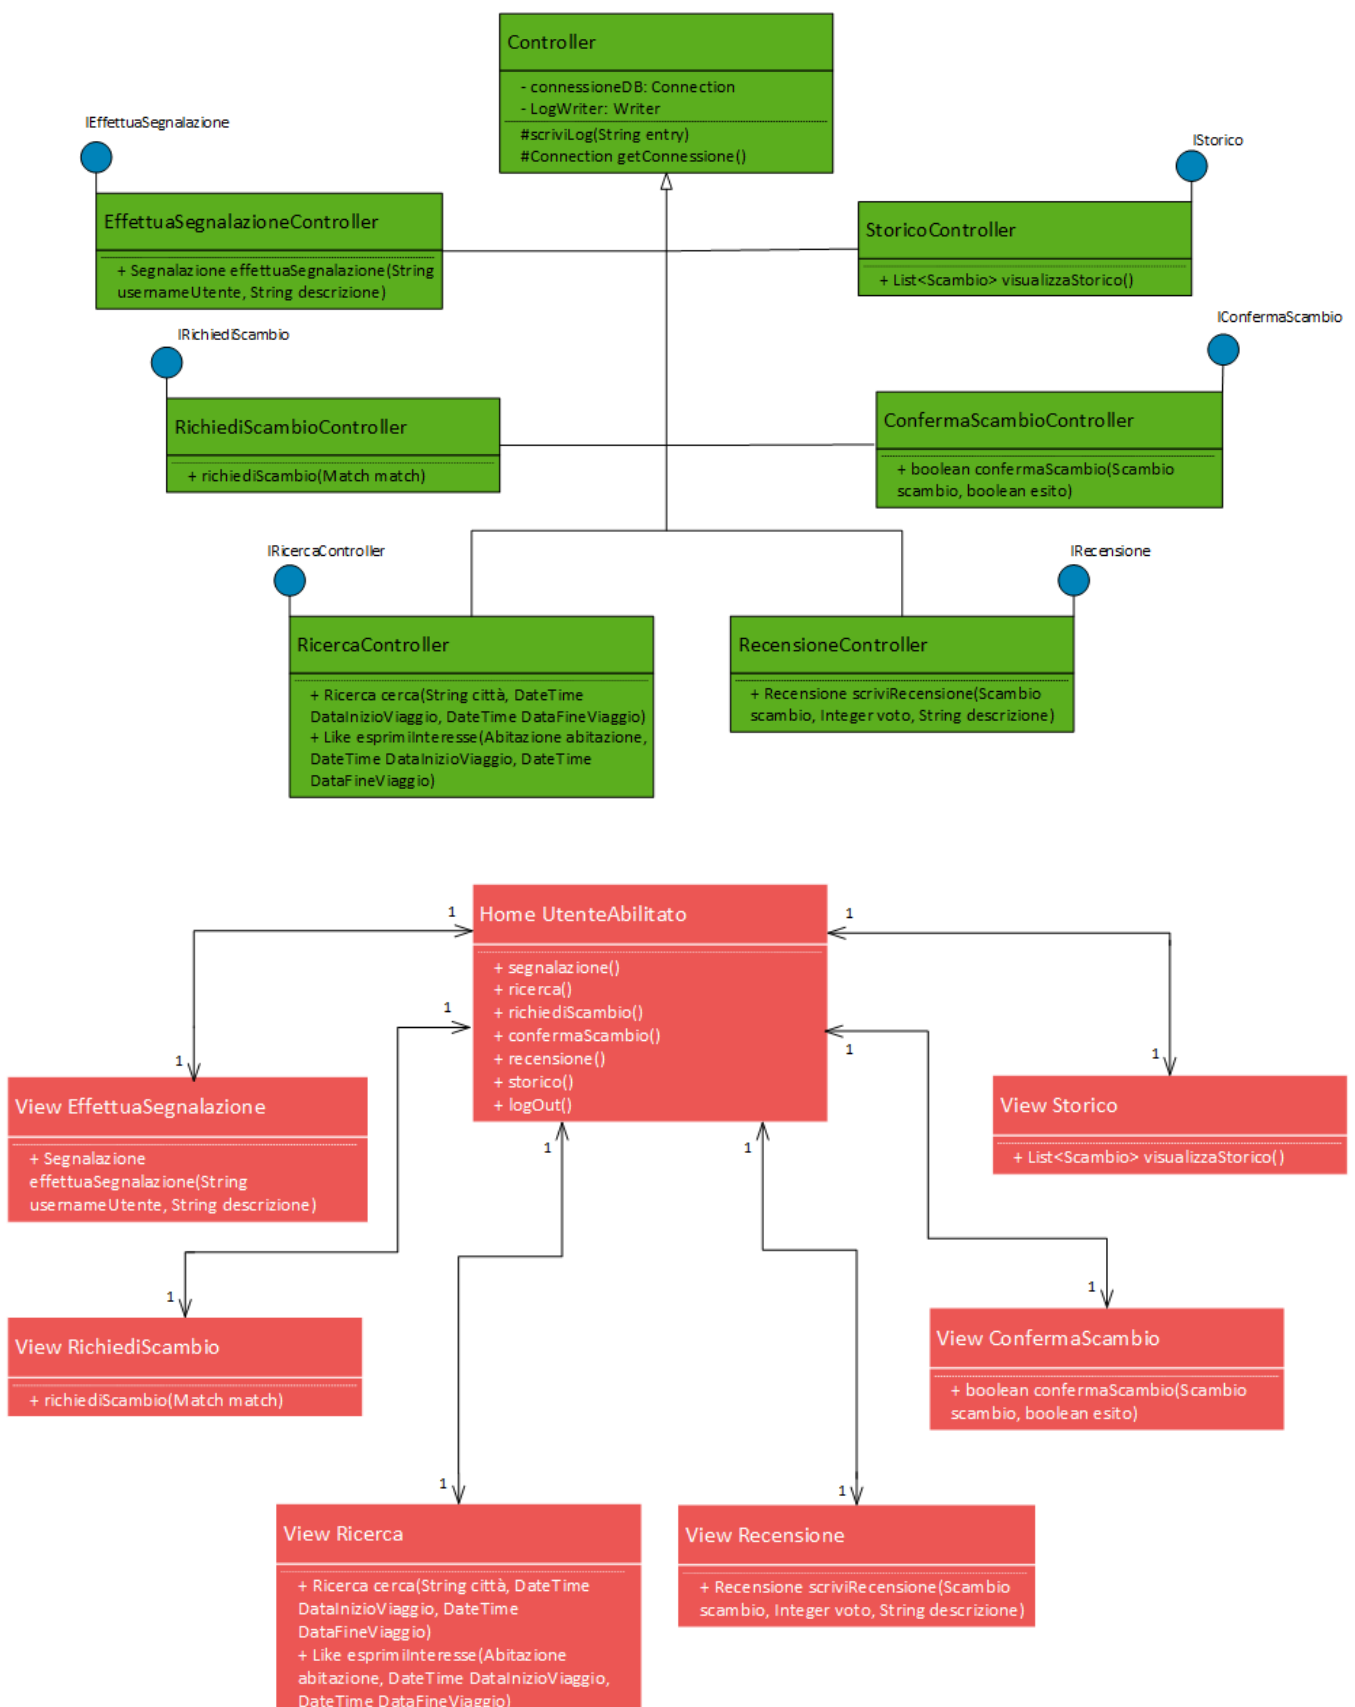 Controller
- connessioneDB: Connection
- LogWriter: Writer
#scriviLog(String entry)
#Connection getConnessione()
IEffettuaSegnalazione
EffettuaSegnalazioneController
+ Segnalazione effettuaSegnalazione(String
usernameUtente, String descrizione)
IStorico
StoricoController
+ List<Scambio> visualizzaStorico()
IRichiediScambio
RichiediScambioController
+ richiediScambio(Match match)
IConfermaScambio
ConfermaScambioController
+ boolean confermaScambio(Scambio
scambio, boolean esito)
IRicercaController
RicercaController
+ Ricerca cerca(String città, DateTime
DataInizioViaggio, DateTime DataFineViaggio)
+ Like esprimiInteresse(Abitazione abitazione,
DateTime DataInizioViaggio, DateTime
DataFineViaggio)
IRecensione
RecensioneController
+ Recensione scriviRecensione(Scambio
scambio, Integer voto, String descrizione)
Home UtenteAbilitato
+ segnalazione()
+ ricerca()
+ richiediScambio()
+ confermaScambio()
+ recensione()
+ storico()
+ logOut()
1
1
1
1
1
1
1
1
View EffettuaSegnalazione
+ Segnalazione
effettuaSegnalazione(String
usernameUtente, String descrizione)
View Storico
+ List<Scambio> visualizzaStorico()
1
View RichiediScambio
+ richiediScambio(Match match)
1
View ConfermaScambio
+ boolean confermaScambio(Scambio
scambio, boolean esito)
1
View Ricerca
+ Ricerca cerca(String città, DateTime
DataInizioViaggio, DateTime
DataFineViaggio)
+ Like esprimiInteresse(Abitazione
abitazione, DateTime DataInizioViaggio,
DateTime DataFineViaggio)
1
View Recensione
+ Recensione scriviRecensione(Scambio
scambio, Integer voto, String descrizione)